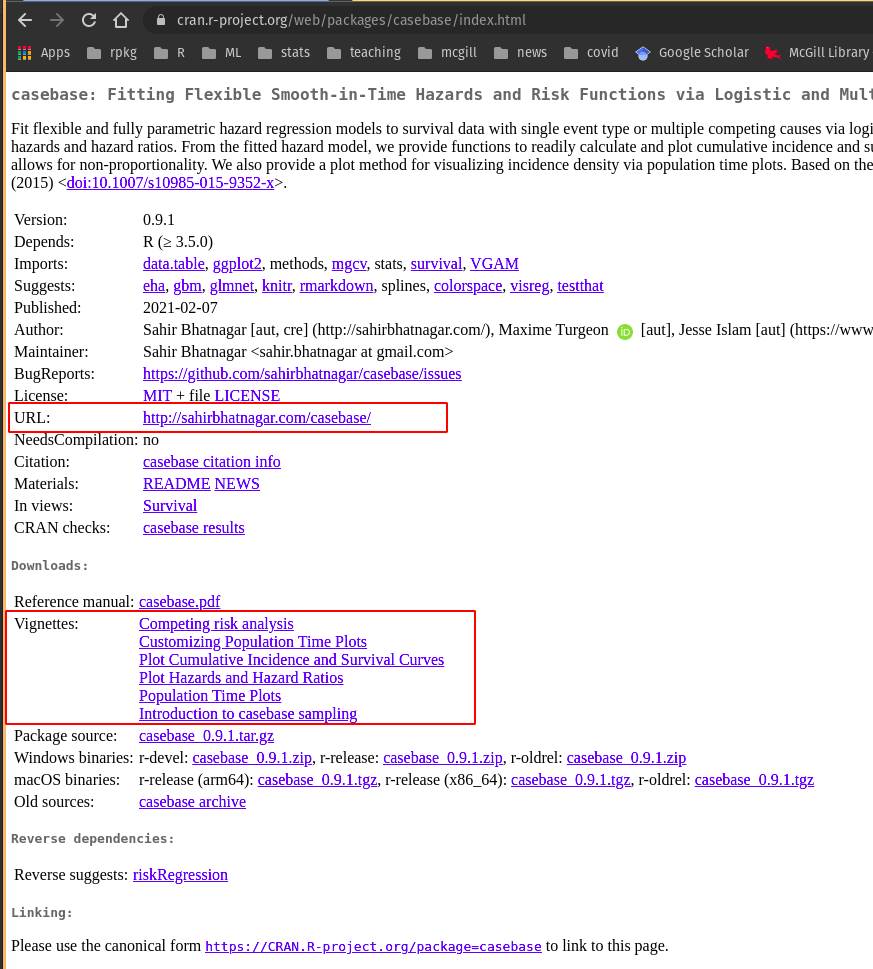 cran.r-project.org/web/packages/casebase/index.html
Apps rpkg R ML stats teaching mcgill news covid Google Scholar McGill Library
casebase: Fitting Flexible Smooth-in-Time Hazards and Risk Functions via Logistic and
Fit flexible and fully parametric hazard regression models to survival data with single event type or multiple competing causes via
hazards and hazard ratios. From the fitted hazard model, we provide functions to readily calculate and plot cumulative incidence and
allows for non-proportionality. We also provide a plot method for visualizing incidence density via population time plots. Based on the
(2015) <doi:10.1007/s10985-015-9352-x>.
Version: 0.9.1
Depends: R (≥ 3.5.0)
Imports: data.table, ggplot2, methods, mgcv, stats, survival, VGAM
Suggests: eha, gbm, glmnet, knitr, rmarkdown, splines, colorspace, visreg, testthat
Published: 2021-02-07
Author: Sahir Bhatnagar [aut, cre] (http://sahirbhatnagar.com/), Maxime Turgeon iD [aut], Jesse Islam [aut] (https://www
Maintainer: Sahir Bhatnagar <sahir.bhatnagar at gmail.com>
BugReports: https://github.com/sahirbhatnagar/casebase/issues
License: MIT + file LICENSE
URL: http://sahirbhatnagar.com/casebase/
NeedsCompilation: no
Citation: casebase citation info
Materials: README NEWS
In views: Survival
CRAN checks: casebase results
Downloads:
Reference manual: casebase.pdf
Vignettes: Competing risk analysis
Customizing Population Time Plots
Plot Cumulative Incidence and Survival Curves
Plot Hazards and Hazard Ratios
Population Time Plots
Introduction to casebase sampling
Package source: casebase_0.9.1.tar.gz
Windows binaries: r-devel: casebase_0.9.1.zip, r-release: casebase_0.9.1.zip, r-oldrel: casebase_0.9.1.zip
macOS binaries: r-release (arm64): casebase_0.9.1.tgz, r-release (x86_64): casebase_0.9.1.tgz, r-oldrel: casebase_0.9.1.tgz
Old sources: casebase archive
Reverse dependencies:
Reverse suggests: riskRegression
Linking:
Please use the canonical form https://CRAN.R-project.org/package=casebase to link to this page.